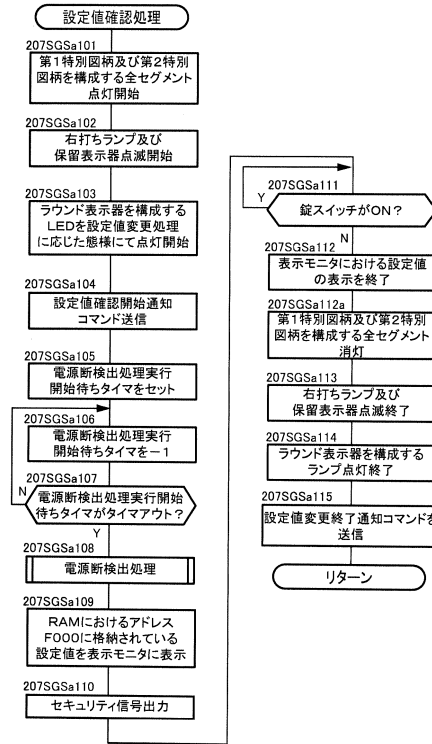 設定値確認処理
207SGSa101
第1特別図柄及び第2特別
図柄を構成する全セグメント
点灯開始
207SGSa102
右打ちランプ及び
保留表示器点滅開始
207SGSa103
ラウンド表示器を構成する
LEDを設定値変更処理
に応じた態様にて点灯開始
207SGSa104
設定値確認開始通知
コマンド送信
207SGSa105
電源断検出処理実行
開始待ちタイマをセット
207SGSa106
電源断検出処理実行
開始待ちタイマを－1
207SGSa107
N
電源断検出処理実行開始
待ちタイマがタイムアウト？
Y
207SGSa108
電源断検出処理
207SGSa109
RAMにおけるアドレス
F000に格納されている
設定値を表示モニタに表示
207SGSa110
セキュリティ信号出力
207SGSa111
Y
錠スイッチがON？
N
207SGSa112
表示モニタにおける設定値
の表示を終了
207SGSa112a
第1特別図柄及び第2特別
図柄を構成する全セグメント
消灯
207SGSa113
右打ちランプ及び
保留表示器点滅終了
207SGSa114
ラウンド表示器を構成する
ランプ点灯終了
207SGSa115
設定値変更終了通知コマンドを
送信
リターン